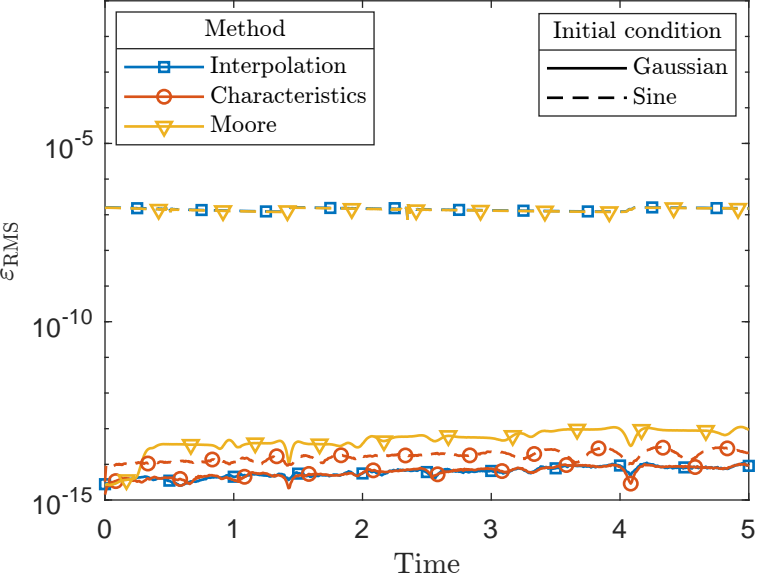 Method
Interpolation
Characteristics
Moore
Initial condition
Gaussian
Sine
10^-5
10^-10
10^-15
ε_RMS
0 1 2 3 4 5
Time